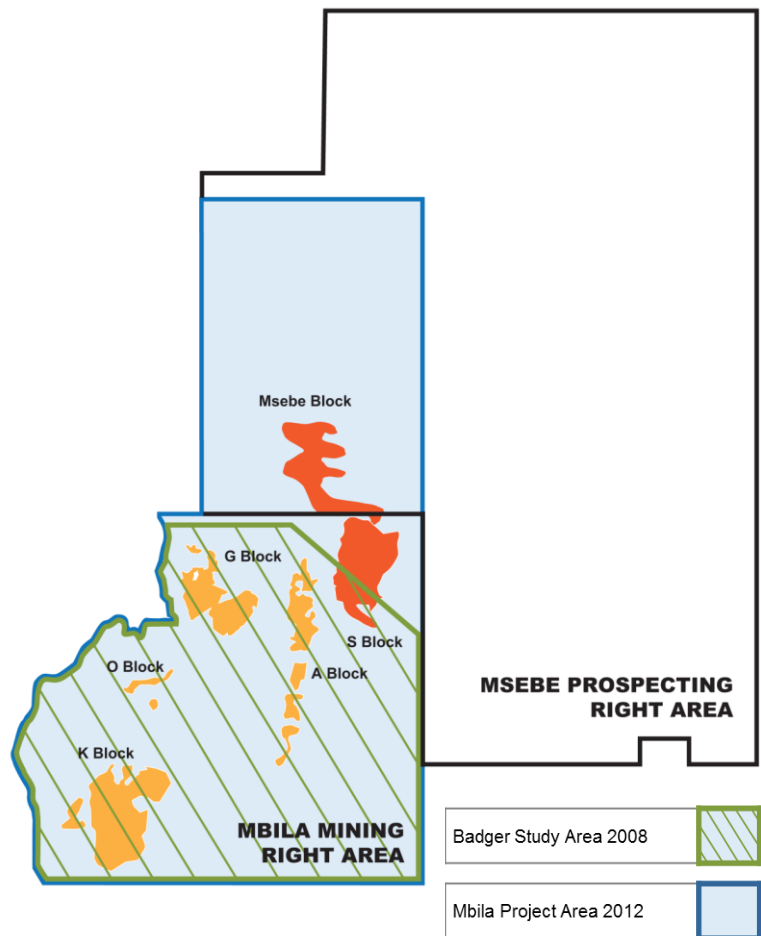 Msebe Block
G Block
S Block
O Block
A Block
MSEBE PROSPECTING
RIGHT AREA
K Block
MBILA MINING
RIGHT AREA
Badger Study Area 2008
Mbila Project Area 2012